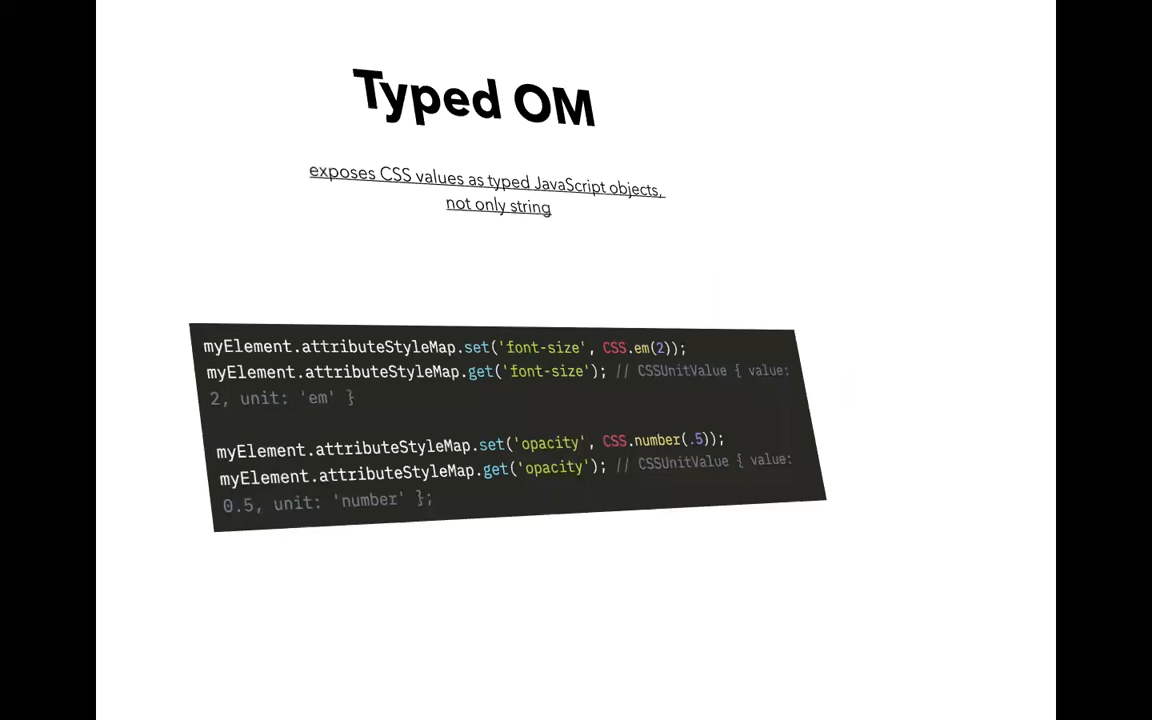 Typed OM
exposes CSS values as typed JavaScript objects,
not only string
myElement.attributeStyleMap.set('font-size', CSS.em(2));
myElement.attributeStyleMap.get('font-size'); // CSSUnitValue { value:
2, unit: 'em' }
myElement.attributeStyleMap.set('opacity', CSS.number(.5));
myElement.attributeStyleMap.get('opacity'); // CSSUnitValue { value:
0.5, unit: 'number' };